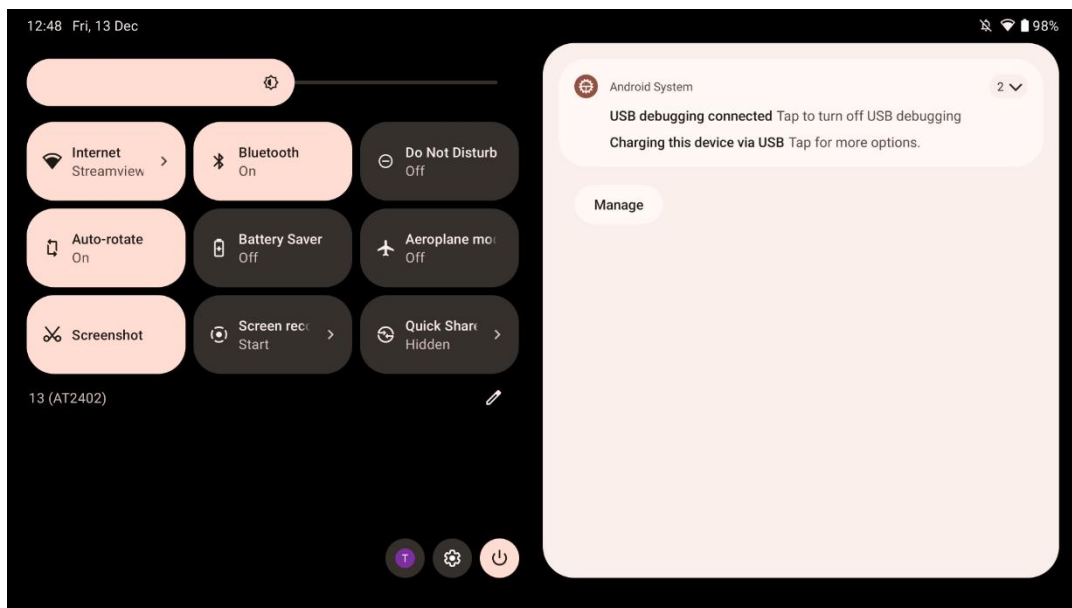 12:48 Fri, 13 Dec
98%
Internet
Streamview
Bluetooth
On
Do Not Disturb
Off
Auto-rotate
On
Battery Saver
Off
Aeroplane mo
Off
Screenshot
Screen rec
Start
Quick Share
Hidden
13 (AT2402)
T
Android System
2
USB debugging connected Tap to turn off USB debugging
Charging this device via USB Tap for more options.
Manage